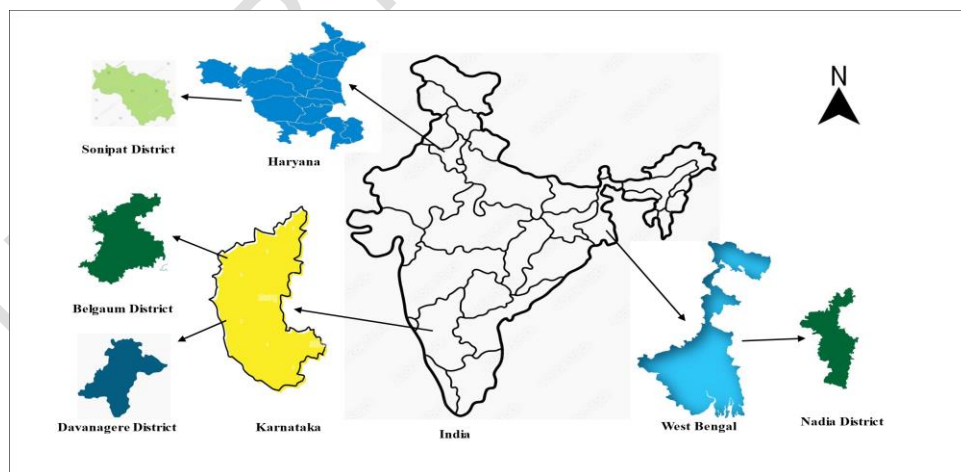 N
Sonipat District
Haryana
Belgaum District
Davanagere District
Karnataka
India
West Bengal
Nadia District